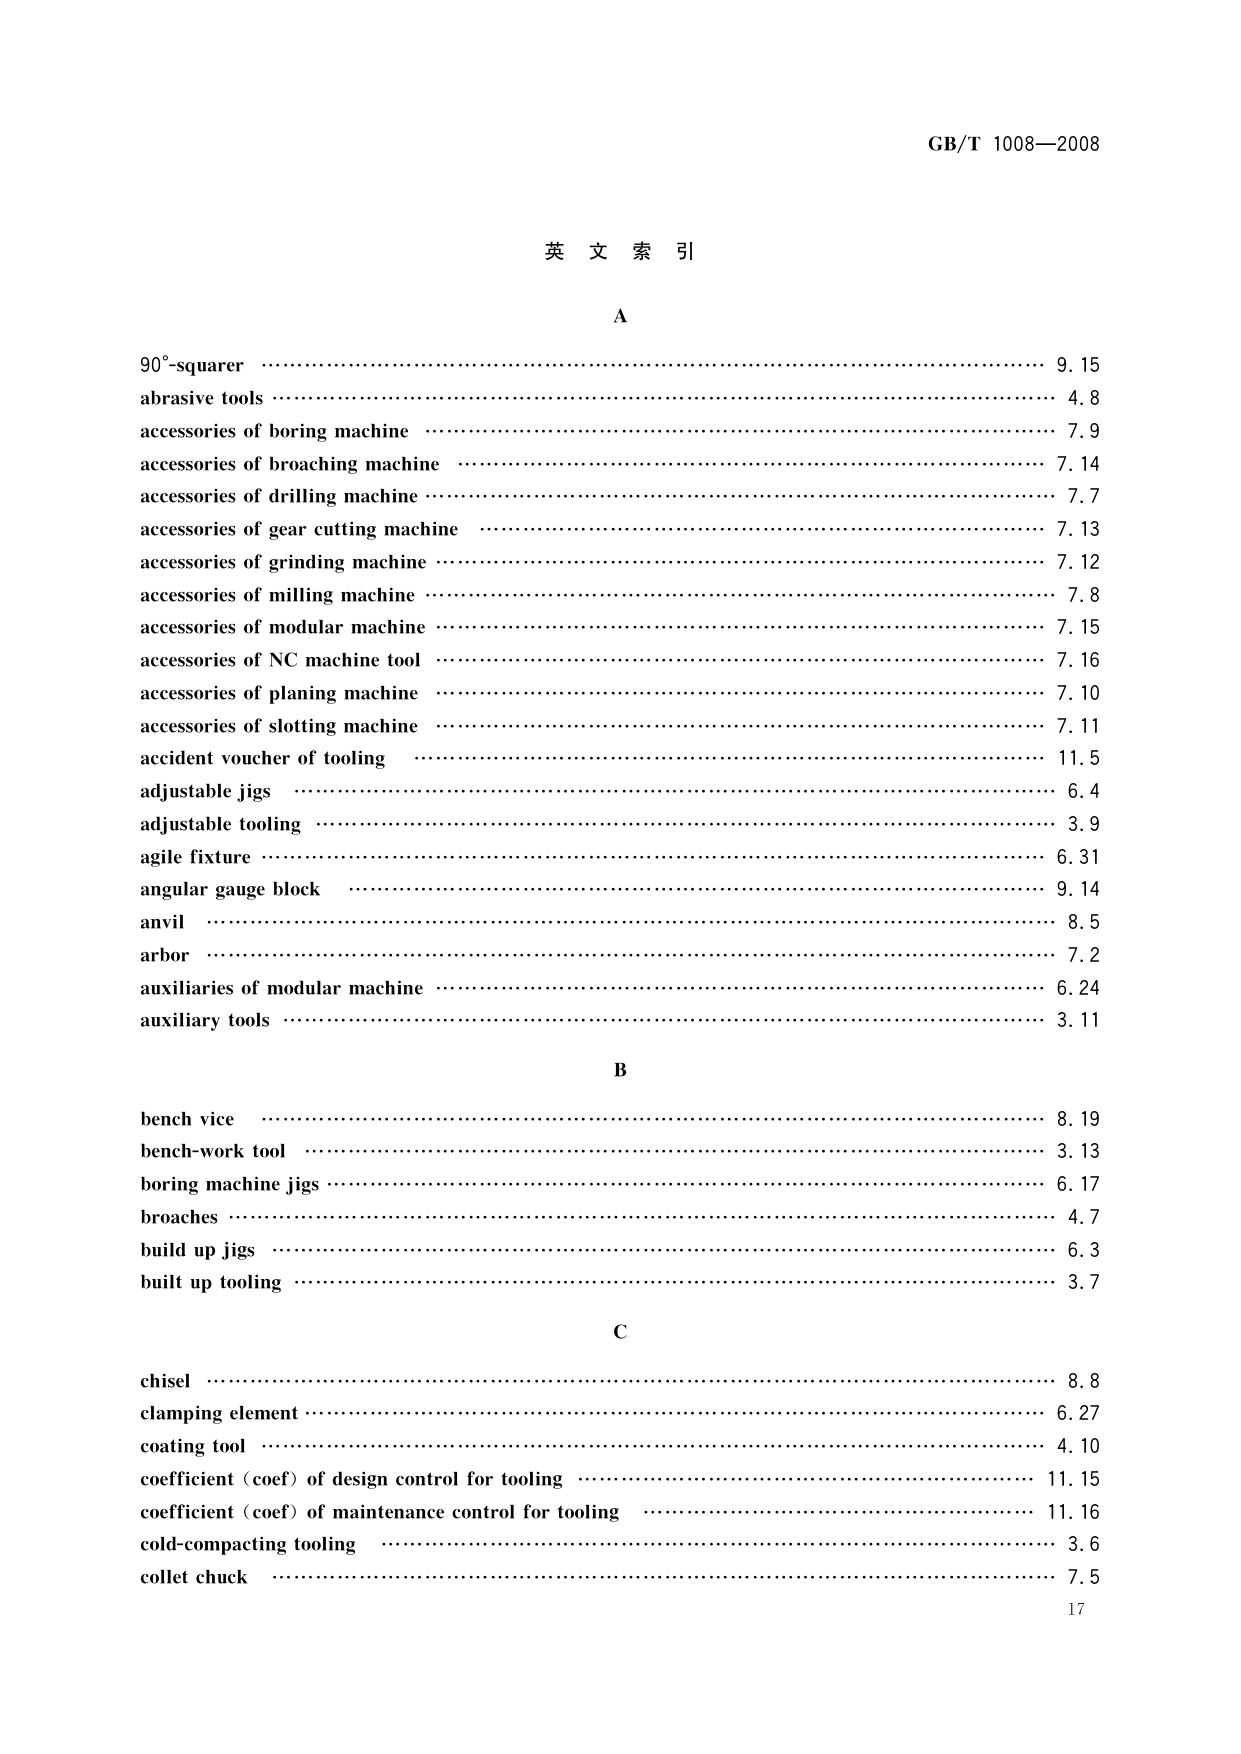 GB/T 1008—2008
英 文 索 引
A
90°-squarer …………………………………………………………………………………… 9.15
abrasive tools …………………………………………………………………………………… 4.8
accessories of boring machine …………………………………………………………………… 7.9
accessories of broaching machine ……………………………………………………………… 7.14
accessories of drilling machine …………………………………………………………………… 7.7
accessories of gear cutting machine …………………………………………………………… 7.13
accessories of grinding machine ………………………………………………………………… 7.12
accessories of milling machine …………………………………………………………………… 7.8
accessories of modular machine ………………………………………………………………… 7.15
accessories of NC machine tool ………………………………………………………………… 7.16
accessories of planing machine ………………………………………………………………… 7.10
accessories of slotting machine ………………………………………………………………… 7.11
accident voucher of tooling ……………………………………………………………………… 11.5
adjustable jigs …………………………………………………………………………………… 6.4
adjustable tooling ………………………………………………………………………………… 3.9
agile fixture ……………………………………………………………………………………… 6.31
angular gauge block ……………………………………………………………………………… 9.14
anvil ……………………………………………………………………………………………… 8.5
arbor ……………………………………………………………………………………………… 7.2
auxiliaries of modular machine ………………………………………………………………… 6.24
auxiliary tools …………………………………………………………………………………… 3.11
B
bench vice ………………………………………………………………………………………… 8.19
bench-work tool ………………………………………………………………………………… 3.13
boring machine jigs ……………………………………………………………………………… 6.17
broaches …………………………………………………………………………………………… 4.7
build up jigs ……………………………………………………………………………………… 6.3
built up tooling …………………………………………………………………………………… 3.7
C
chisel ……………………………………………………………………………………………… 8.8
clamping element ………………………………………………………………………………… 6.27
coating tool ……………………………………………………………………………………… 4.10
coefficient（coef）of design control for tooling ………………………………………………… 11.15
coefficient（coef）of maintenance control for tooling ………………………………………… 11.16
cold-compacting tooling ………………………………………………………………………… 3.6
collet chuck ……………………………………………………………………………………… 7.5
17